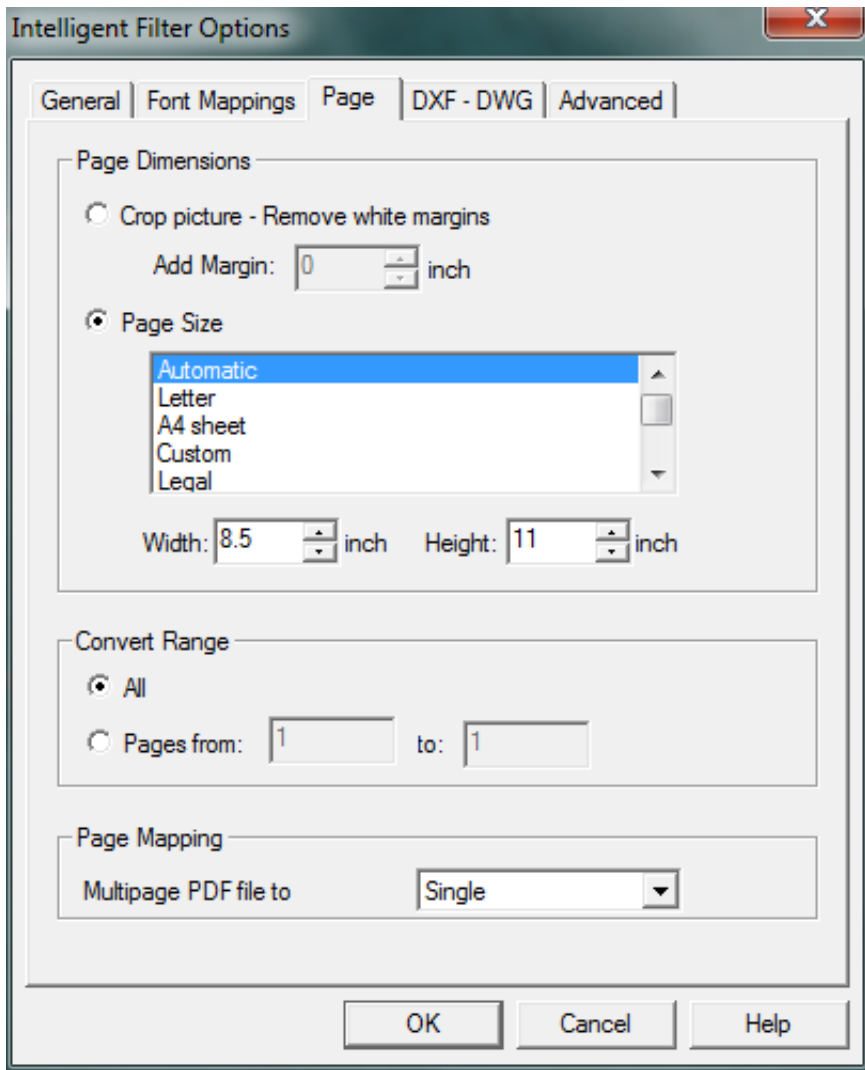 Intelligent Filter Options
General Font Mappings Page DXF - DWG Advanced
Page Dimensions
Crop picture - Remove white margins
Add Margin: 0 inch
Page Size
Automatic
Letter
A4 sheet
Custom
Legal
Width: 8.5 inch Height: 11 inch
Convert Range
All
Pages from: 1 to: 1
Page Mapping
Multipage PDF file to Single
OK Cancel Help